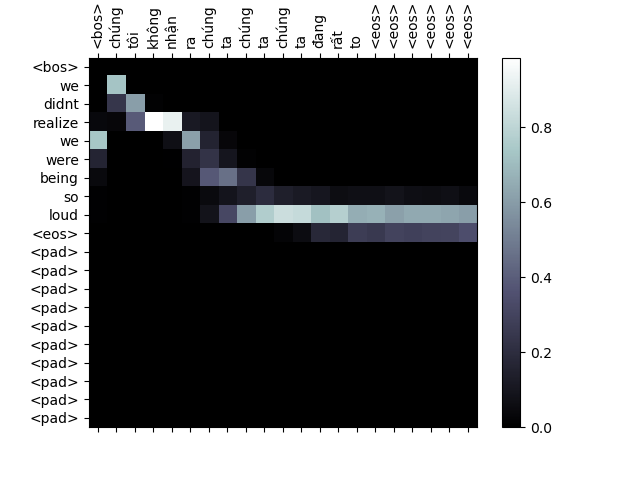 <bos> chúng tôi không nhận ra chúng ta chúng ta chúng ta đang rất to <eos> <eos> <eos> <eos> <eos> <eos>
<bos>
we
didnt
realize
we
were
being
so
loud
<eos>
<pad>
<pad>
<pad>
<pad>
<pad>
<pad>
<pad>
<pad>
<pad>
<pad>
0.8
0.6
0.4
0.2
0.0